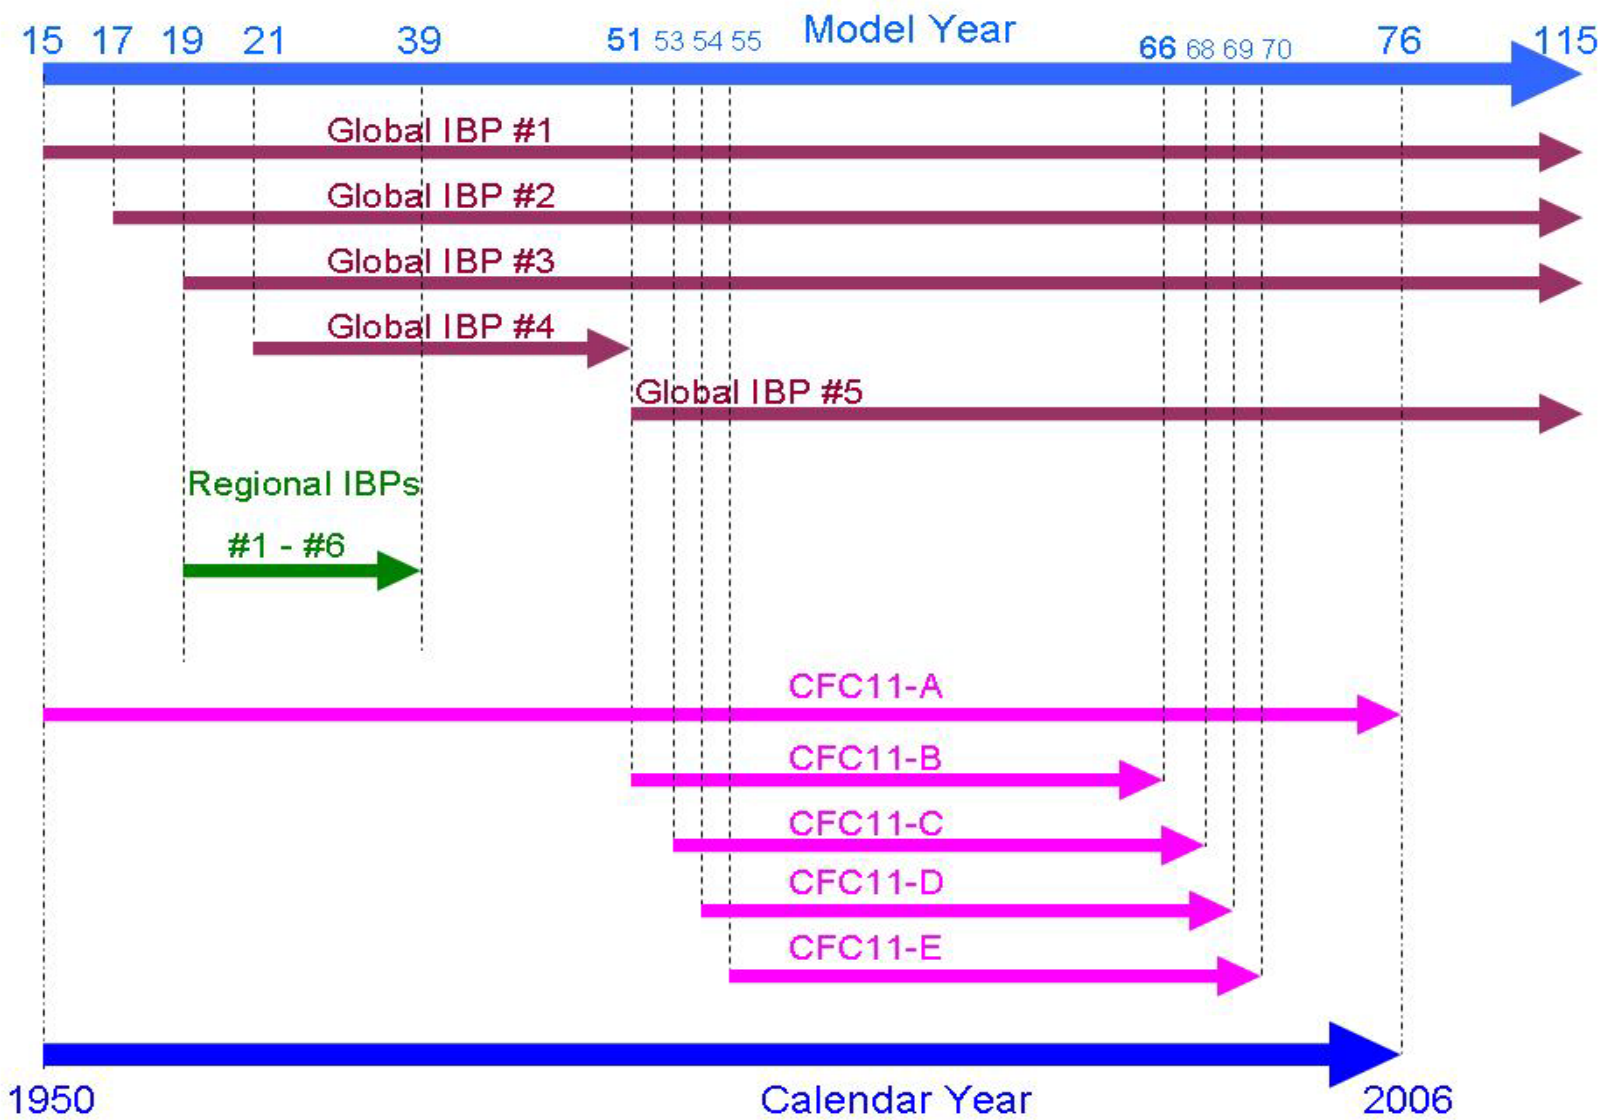 Model Year
15 17 19 21 39 51 53 54 55 66 68 69 70 76 115
Global IBP #1
Global IBP #2
Global IBP #3
Global IBP #4
Global IBP #5
Regional IBPs
#1 - #6
CFC11-A
CFC11-B
CFC11-C
CFC11-D
CFC11-E
1950 Calendar Year 2006